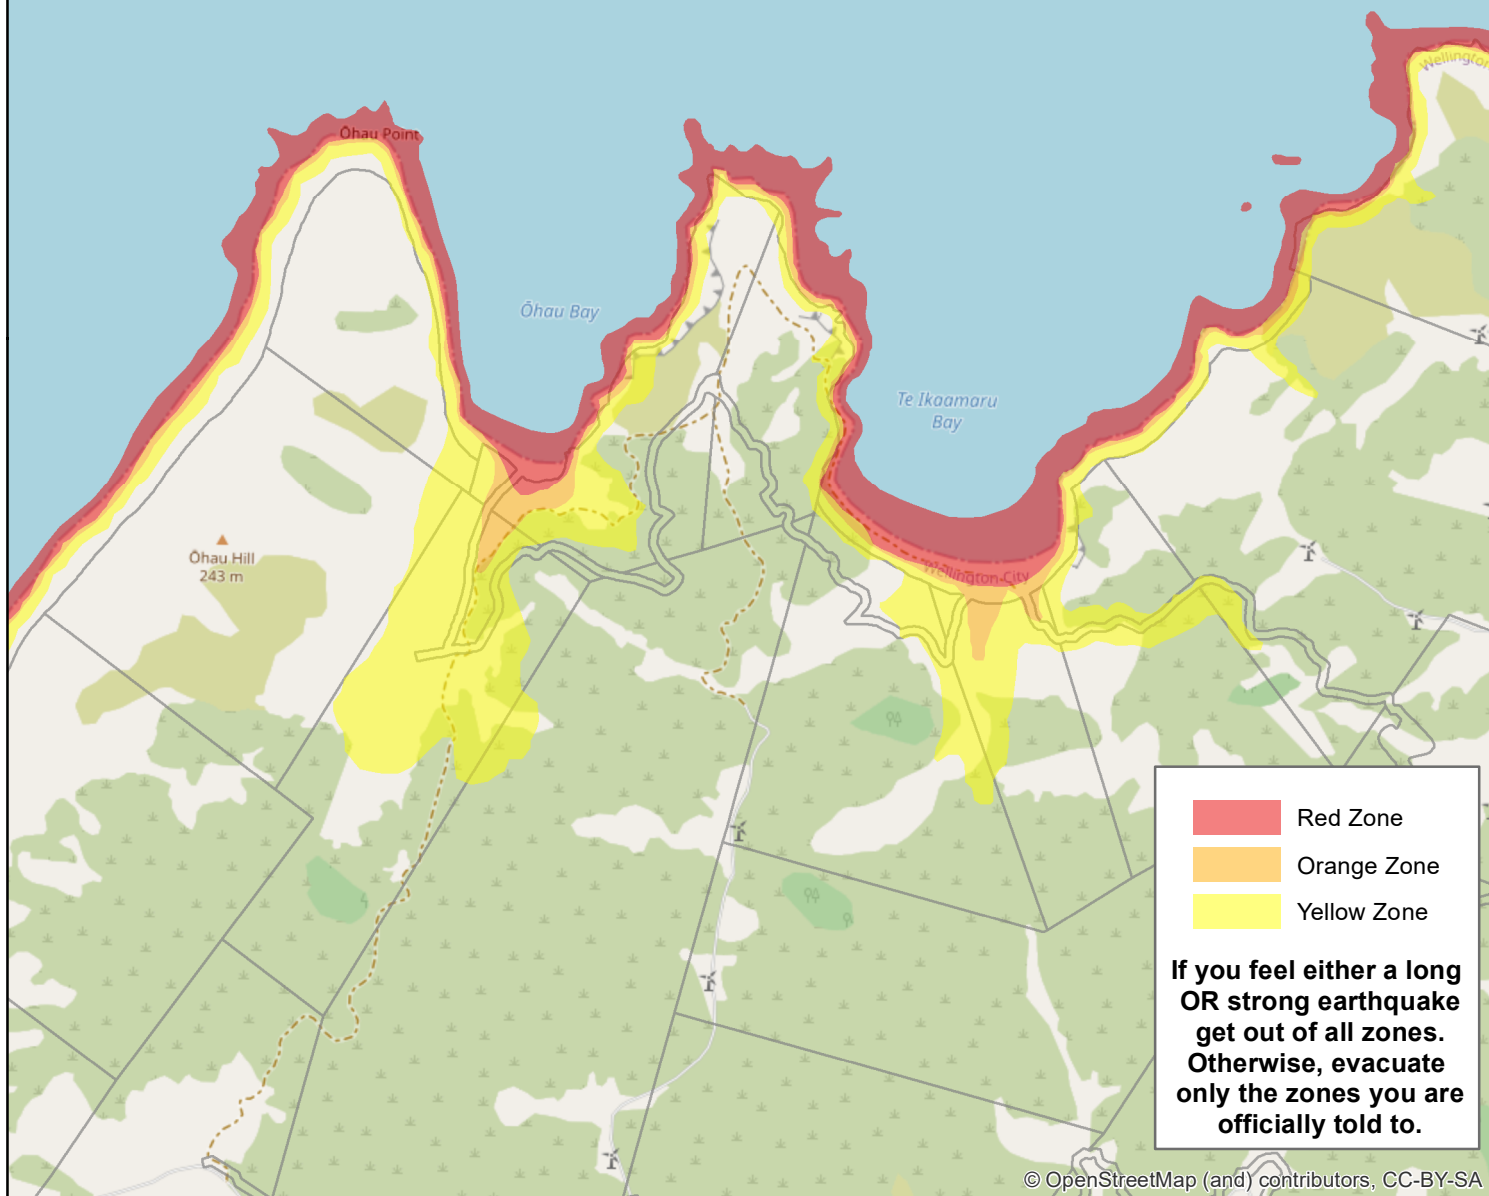 Wellington
Ōhau Point
Ōhau Bay
Te Ikaamaru
Bay
Ōhau Hill
243 m
Wellington City
Red Zone
Orange Zone
Yellow Zone
If you feel either a long
OR strong earthquake
get out of all zones.
Otherwise, evacuate
only the zones you are
officially told to.
© OpenStreetMap (and) contributors, CC-BY-SA